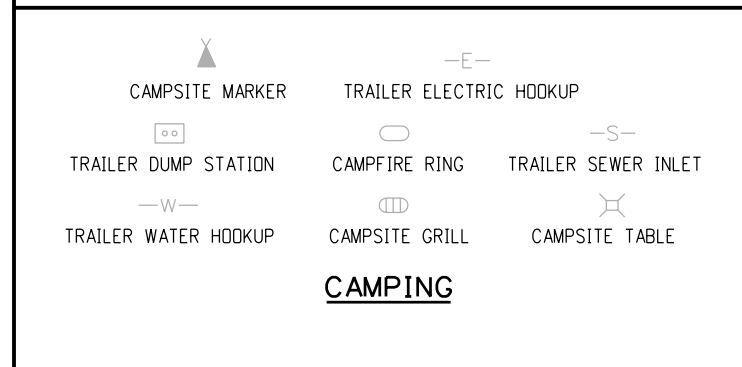 —E—
CAMPSITE MARKER TRAILER ELECTRIC HOOKUP
—S—
TRAILER DUMP STATION CAMPFIRE RING TRAILER SEWER INLET
—W—
TRAILER WATER HOOKUP CAMPSITE GRILL CAMPSITE TABLE
CAMPING